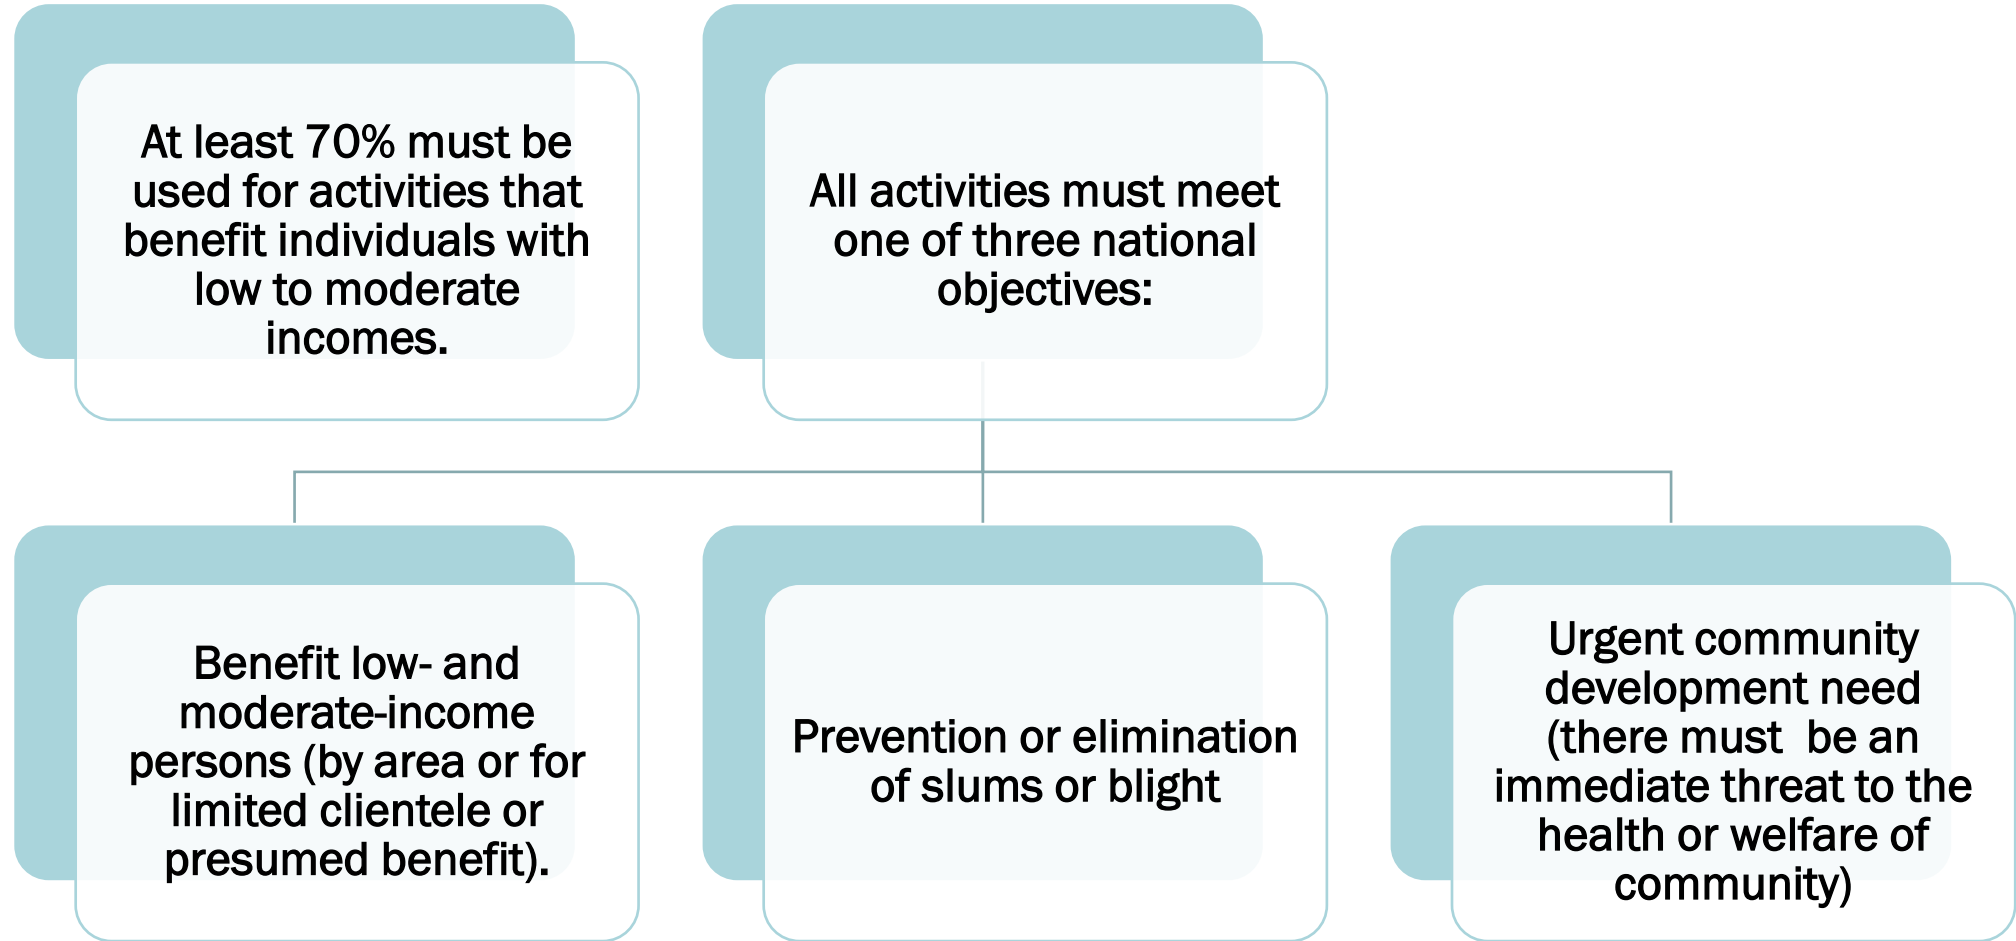 At least 70% must be
used for activities that
benefit individuals with
low to moderate
incomes.
All activities must meet
one of three national
objectives:
Benefit low- and
moderate-income
persons (by area or for
limited clientele or
presumed benefit).
Prevention or elimination
of slums or blight
Urgent community
development need
(there must  be an
immediate threat to the
health or welfare of
community)